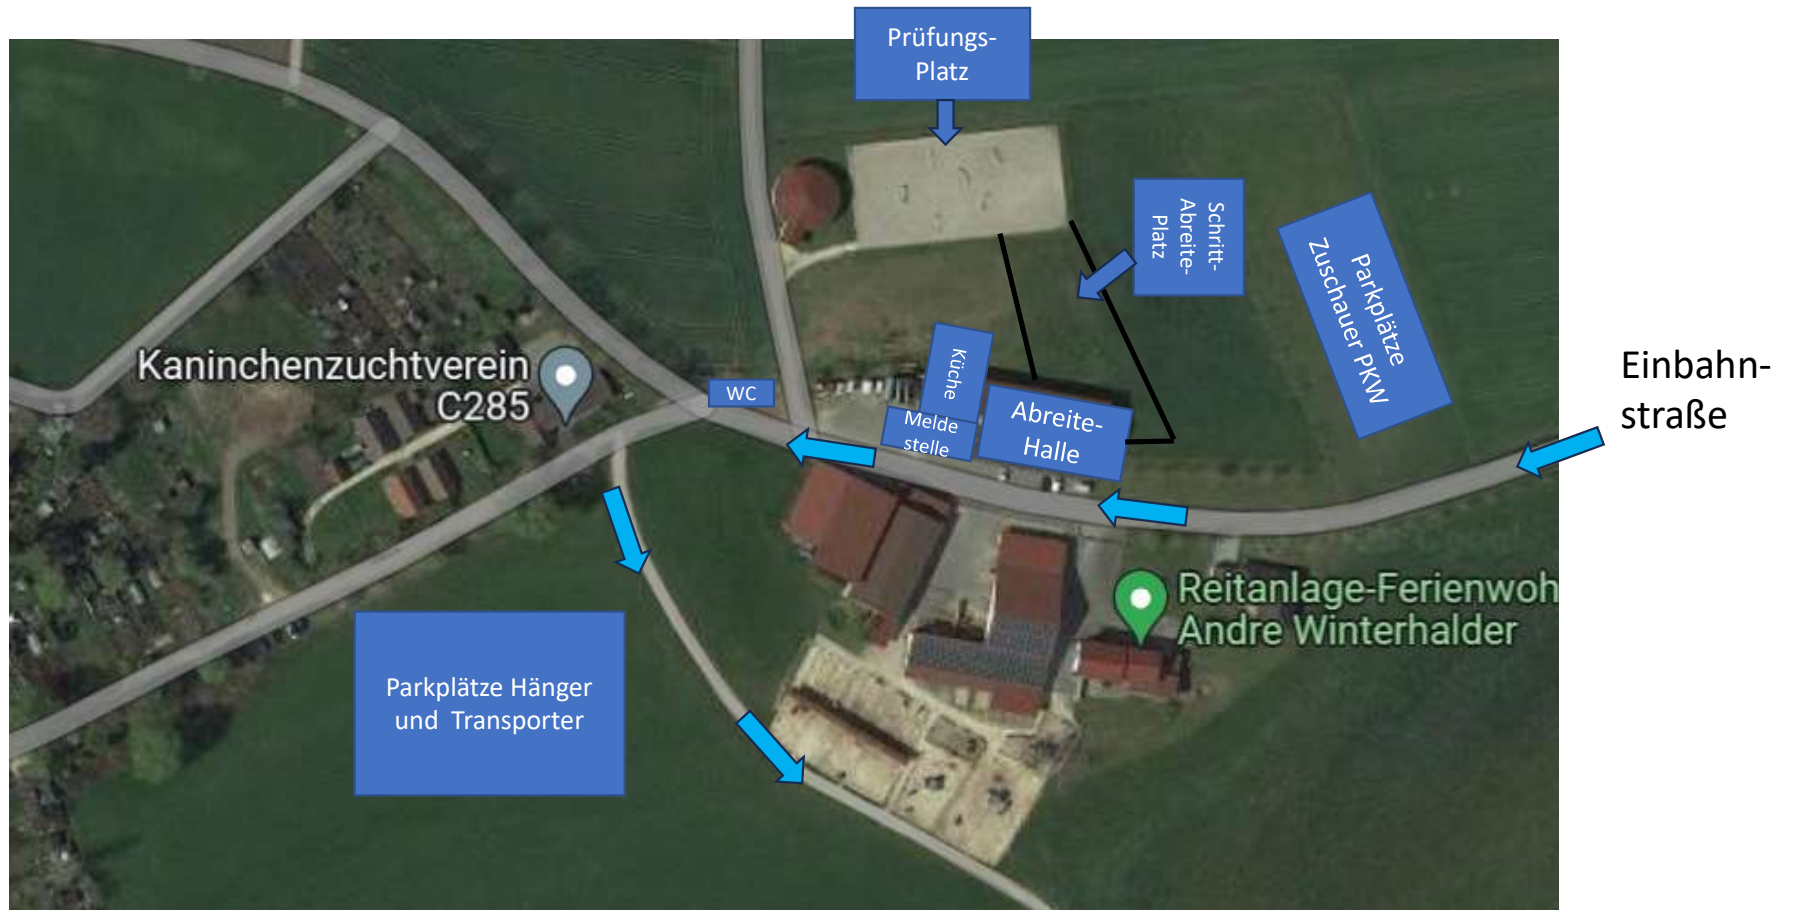 Prüfungs-
Platz
Schritt-
Abreite-
Platz
Parkplätze
Zuschauer PKW
Einbahn-
straße
Kaninchenzuchtverein
C285
WC
Küche
Melde
stelle
Abreite-
Halle
Reitanlage-Ferienwoh
Andre Winterhalder
Parkplätze Hänger
und Transporter